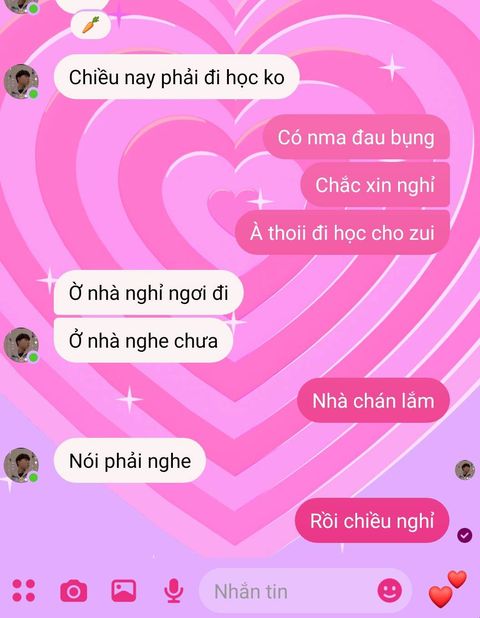 Chiều nay phải đi học ko
Có nma đau bụng
Chắc xin nghỉ
À thoii đi học cho zui
Ờ nhà nghỉ ngơi đi
Ở nhà nghe chưa
Nhà chán lắm
Nói phải nghe
Rồi chiều nghỉ
Nhắn tin